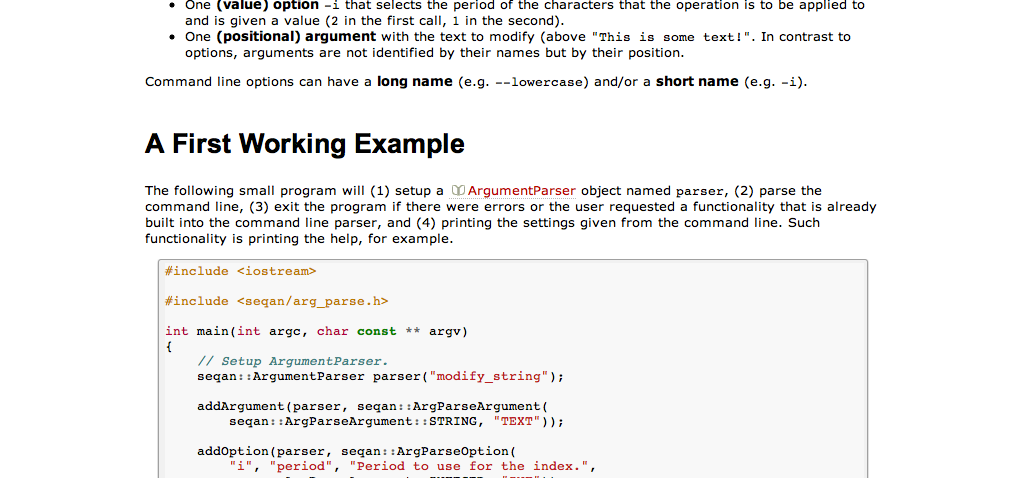 One (value) option -i that selects the period of the characters that the operation is to be applied to
and is given a value (2 in the first call, 1 in the second).
One (positional) argument with the text to modify (above "This is some text!". In contrast to
options, arguments are not identified by their names but by their position.
Command line options can have a long name (e.g. --lowercase) and/or a short name (e.g. -i).
A First Working Example
The following small program will (1) setup a ArgumentParser object named parser, (2) parse the
command line, (3) exit the program if there were errors or the user requested a functionality that is already
built into the command line parser, and (4) printing the settings given from the command line. Such
functionality is printing the help, for example.
#include <iostream>
#include <seqan/arg_parse.h>
int main(int argc, char const ** argv)
{
// Setup ArgumentParser.
seqan::ArgumentParser parser("modify_string");
addArgument(parser, seqan::ArgParseArgument(
seqan::ArgParseArgument::STRING, "TEXT"));
addOption(parser, seqan::ArgParseOption(
"i", "period", "Period to use for the index.",